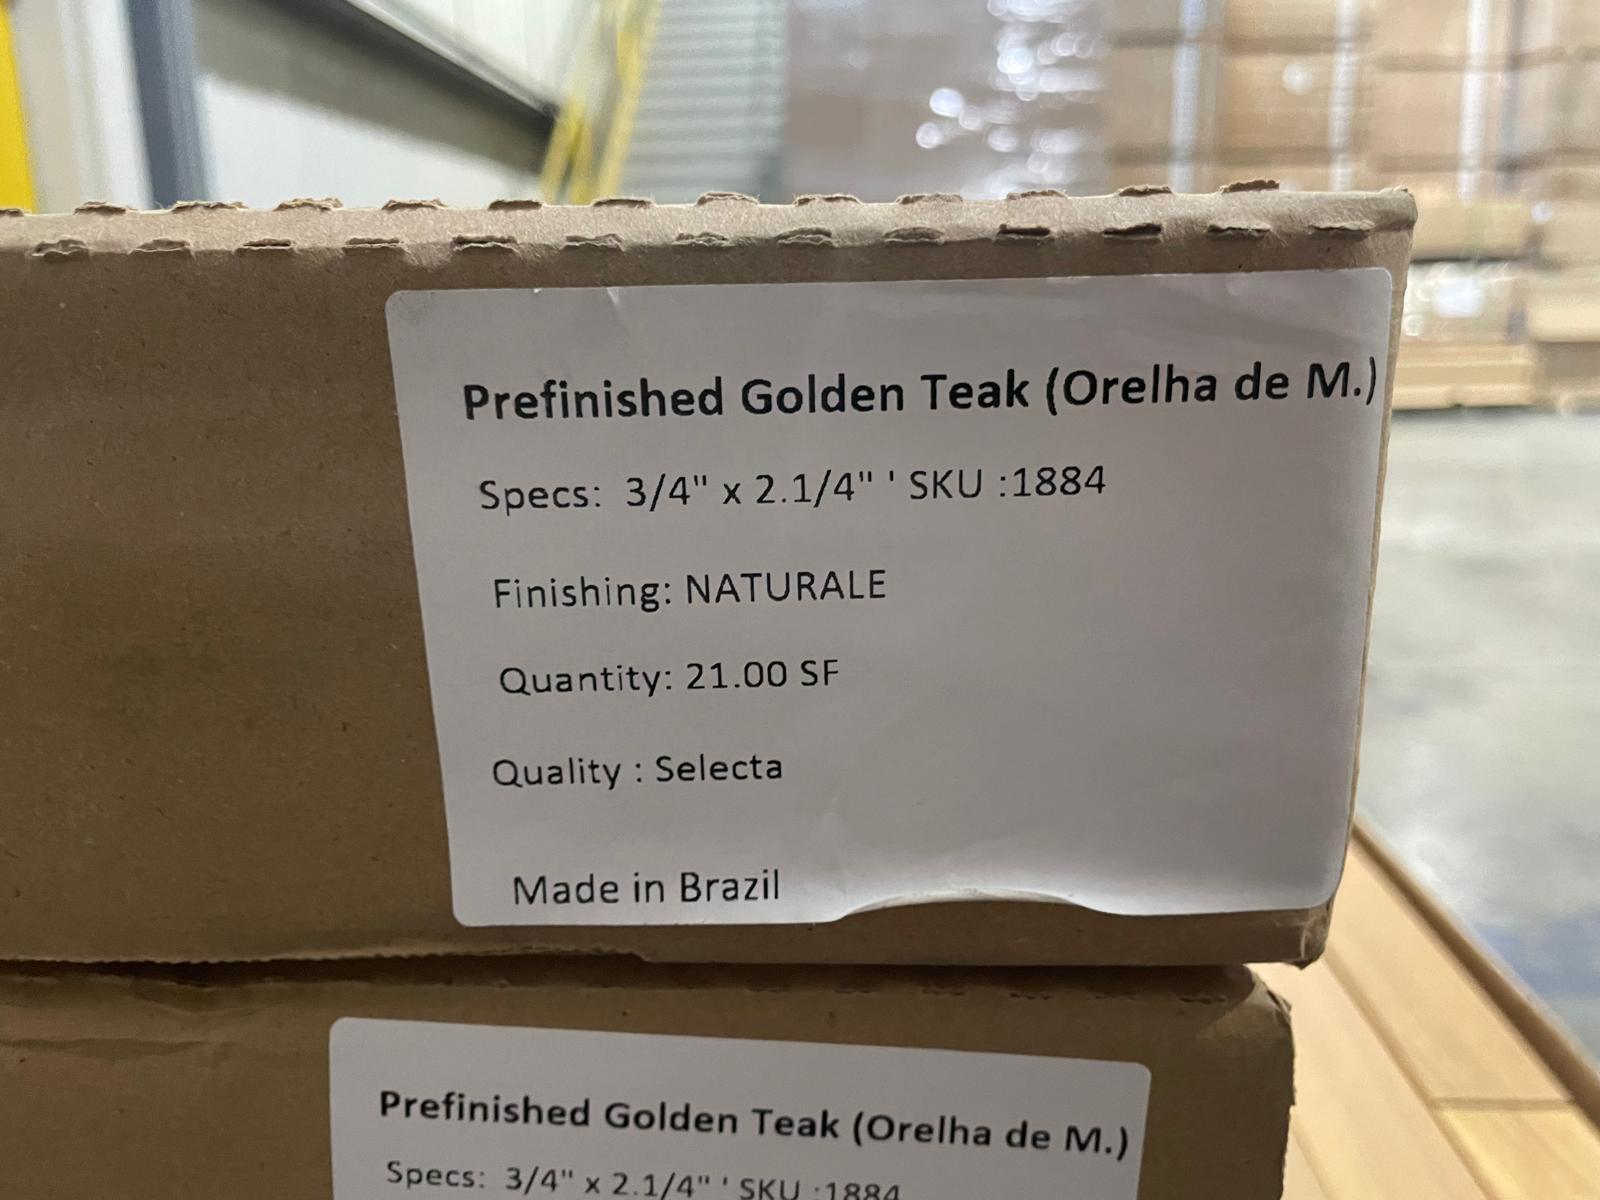 Prefinished Golden Teak (Orelha de M.)
Specs: 3/4" x 2.1/4" ' SKU :1884
Finishing: NATURALE
Quantity: 21.00 SF
Quality : Selecta
Made in Brazil
Prefinished Golden Teak (Orelha de M.)
Specs: 3/4" x 2.1/4" ' SKU :1884